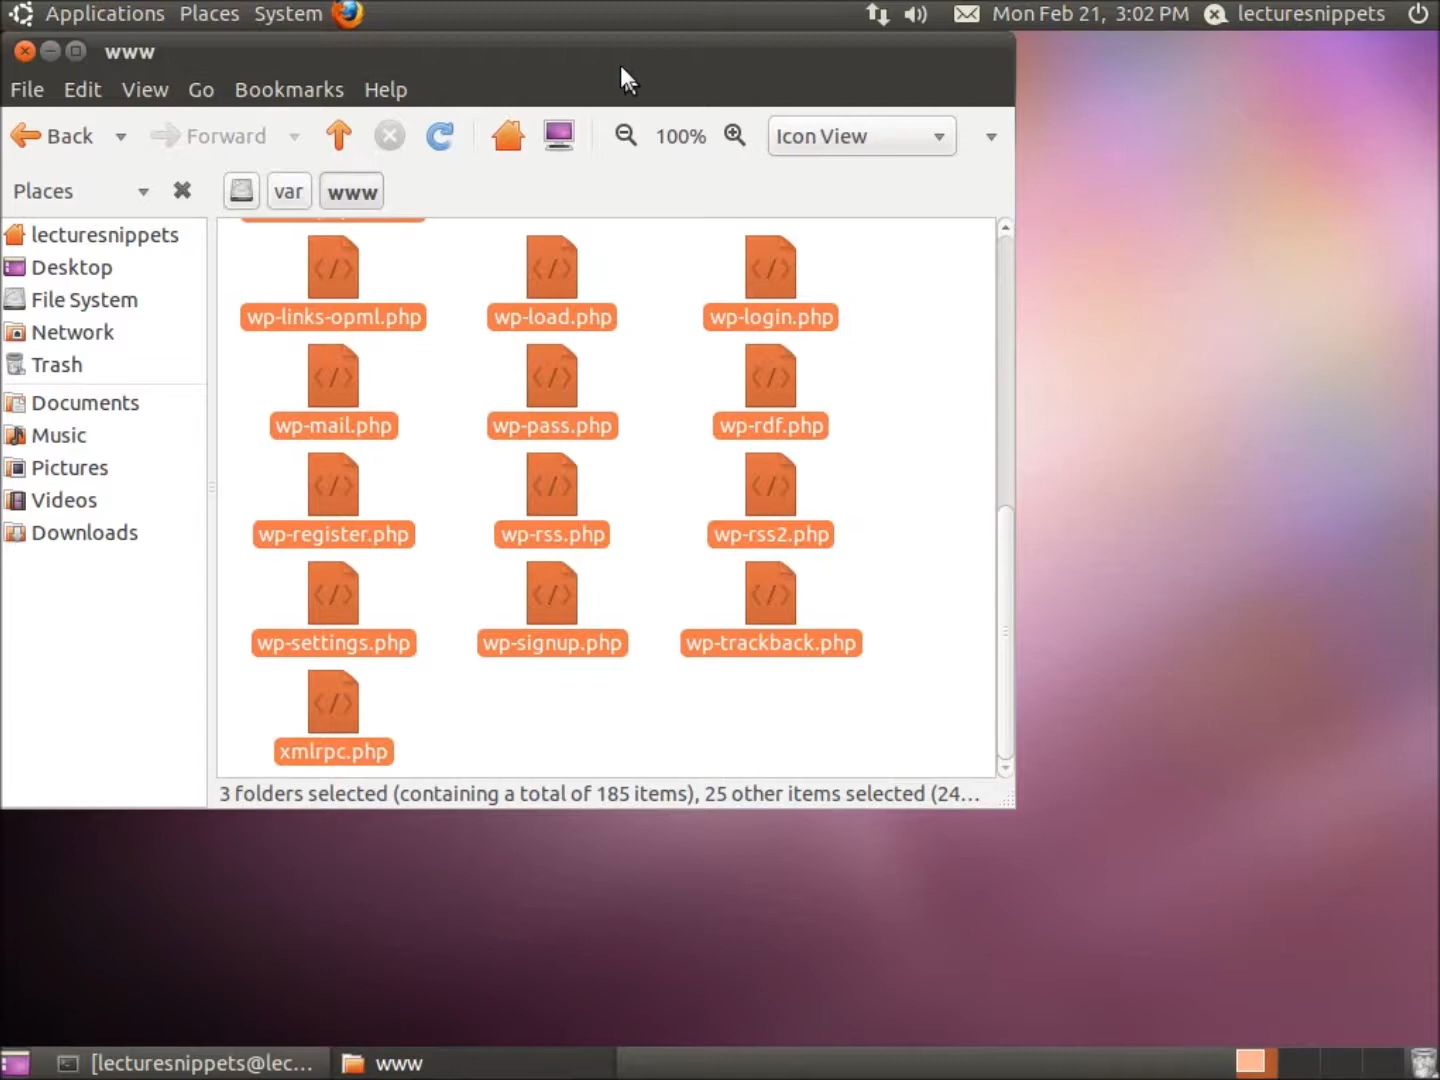 Applications Places System Mon Feb 21, 3:02 PM lecturesnippets
www
File Edit View Go Bookmarks Help
Back Forward 100% Icon View
Places var www
lecturesnippets
Desktop
File System
Network
Trash
Documents
Music
Pictures
Videos
Downloads
</>
</>
</>
wp-links-opml.php wp-load.php wp-login.php
</>
</>
</>
wp-mail.php wp-pass.php wp-rdf.php
</>
</>
</>
wp-register.php wp-rss.php wp-rss2.php
</>
</>
</>
wp-settings.php wp-signup.php wp-trackback.php
</>
xmlrpc.php
3 folders selected (containing a total of 185 items), 25 other items selected (24...
[lecturesnippets@lec... www